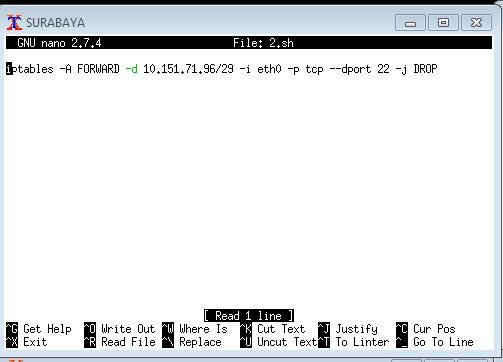 SURABAYA
GNU nano 2.7.4 File: 2.sh
iptables -A FORWARD -d 10.151.71.96/29 -i eth0 -p tcp --dport 22 -j DROP
[ Read 1 line ]
^G Get Help ^O Write Out ^W Where Is ^K Cut Text ^J Justify ^C Cur Pos
^X Exit ^R Read File ^\ Replace ^U Uncut Text ^T To Linter ^_ Go To Line